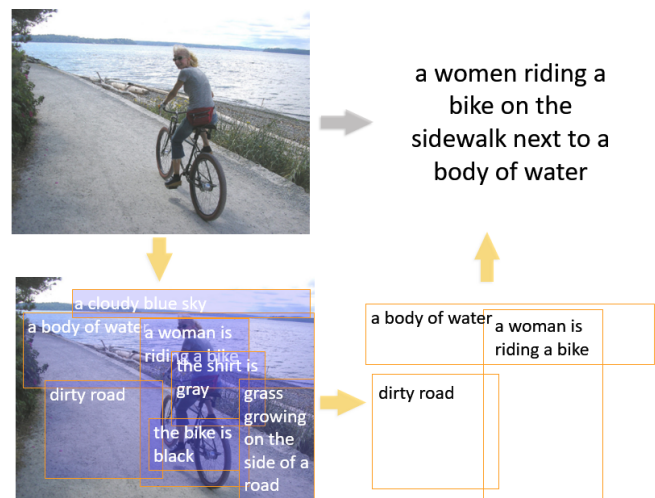 a women riding a
bike on the
sidewalk next to a
body of water
a cloudy blue sky
a body of water
a woman is
riding a bike
the shirt is
gray
dirty road
grass
growing
on the
side of a
road
the bike is
black
a body of water
a woman is
riding a bike
dirty road